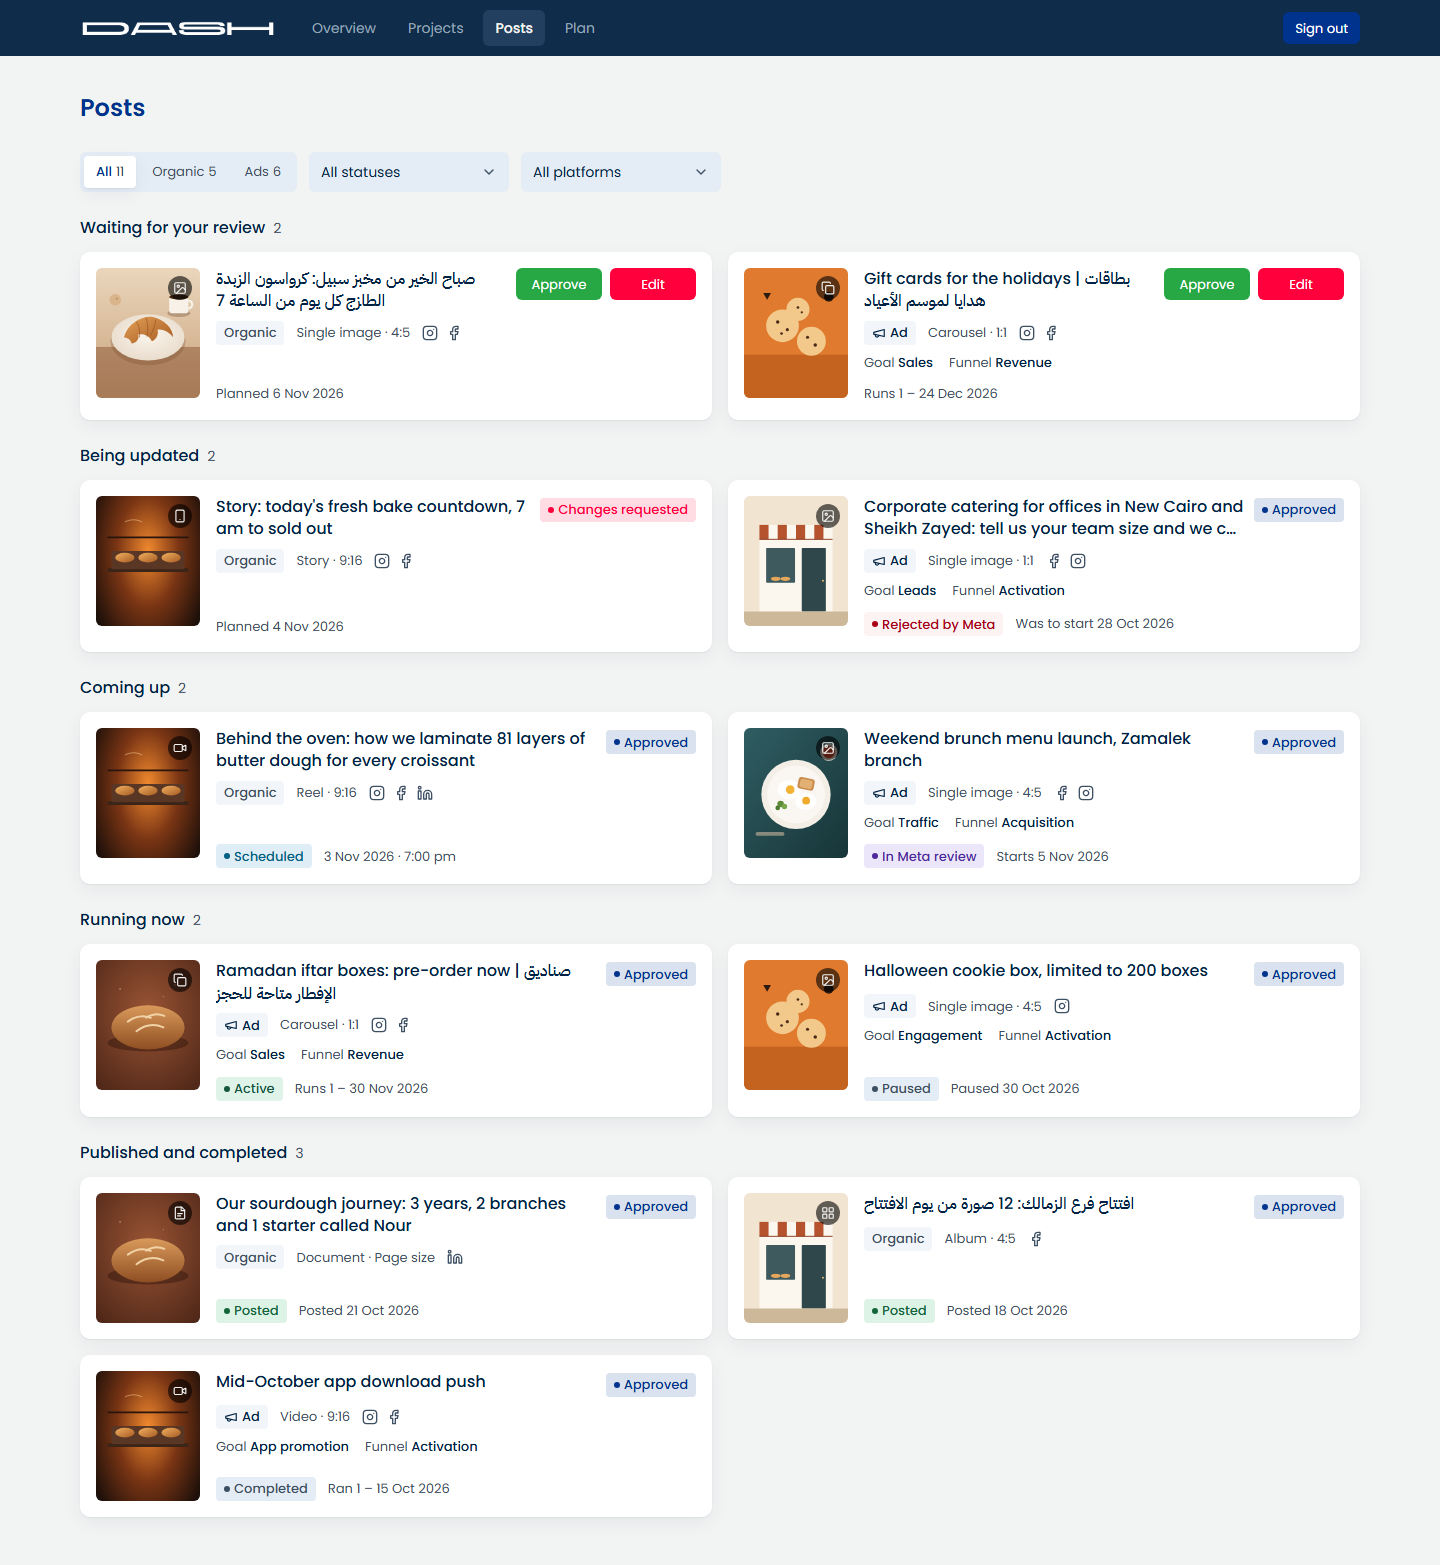 DASH
Overview
Projects
Posts
Plan
Sign out
Posts
All 11
Organic 5
Ads 6
All statuses
All platforms
Waiting for your review 2
صباح الخير من مخبز سبيل: كرواسون الزبدة
الطازج كل يوم من الساعة 7
Approve
Edit
Organic
Single image · 4:5
Planned 6 Nov 2026
Gift cards for the holidays | بطاقات
هدايا لموسم الأعياد
Approve
Edit
Ad
Carousel · 1:1
Goal Sales
Funnel Revenue
Runs 1 – 24 Dec 2026
Being updated 2
Story: today's fresh bake countdown, 7
am to sold out
Changes requested
Organic
Story · 9:16
Planned 4 Nov 2026
Corporate catering for offices in New Cairo and
Sheikh Zayed: tell us your team size and we c...
Approved
Ad
Single image · 1:1
Goal Leads
Funnel Activation
Rejected by Meta
Was to start 28 Oct 2026
Coming up 2
Behind the oven: how we laminate 81 layers of
butter dough for every croissant
Approved
Organic
Reel · 9:16
Scheduled
3 Nov 2026 · 7:00 pm
Weekend brunch menu launch, Zamalek
branch
Approved
Ad
Single image · 4:5
Goal Traffic
Funnel Acquisition
In Meta review
Starts 5 Nov 2026
Running now 2
Ramadan iftar boxes: pre-order now | صناديق
الإفطار متاحة للحجز
Approved
Ad
Carousel · 1:1
Goal Sales
Funnel Revenue
Active
Runs 1 – 30 Nov 2026
Halloween cookie box, limited to 200 boxes
Approved
Ad
Single image · 4:5
Goal Engagement
Funnel Activation
Paused
Paused 30 Oct 2026
Published and completed 3
Our sourdough journey: 3 years, 2 branches
and 1 starter called Nour
Approved
Organic
Document · Page size
Posted
Posted 21 Oct 2026
افتتاح فرع الزمالك: 12 صورة من يوم الافتتاح
Approved
Organic
Album · 4:5
Posted
Posted 18 Oct 2026
Mid-October app download push
Approved
Ad
Video · 9:16
Goal App promotion
Funnel Activation
Completed
Ran 1 – 15 Oct 2026